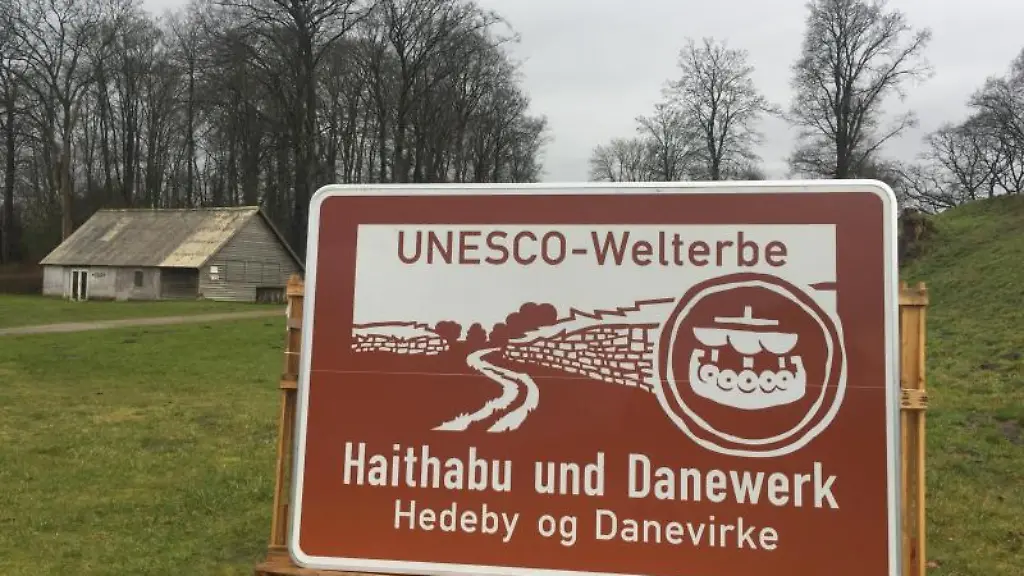 UNESCO-Welterbe
Haithabu und Danewerk
Hedeby og Danevirke